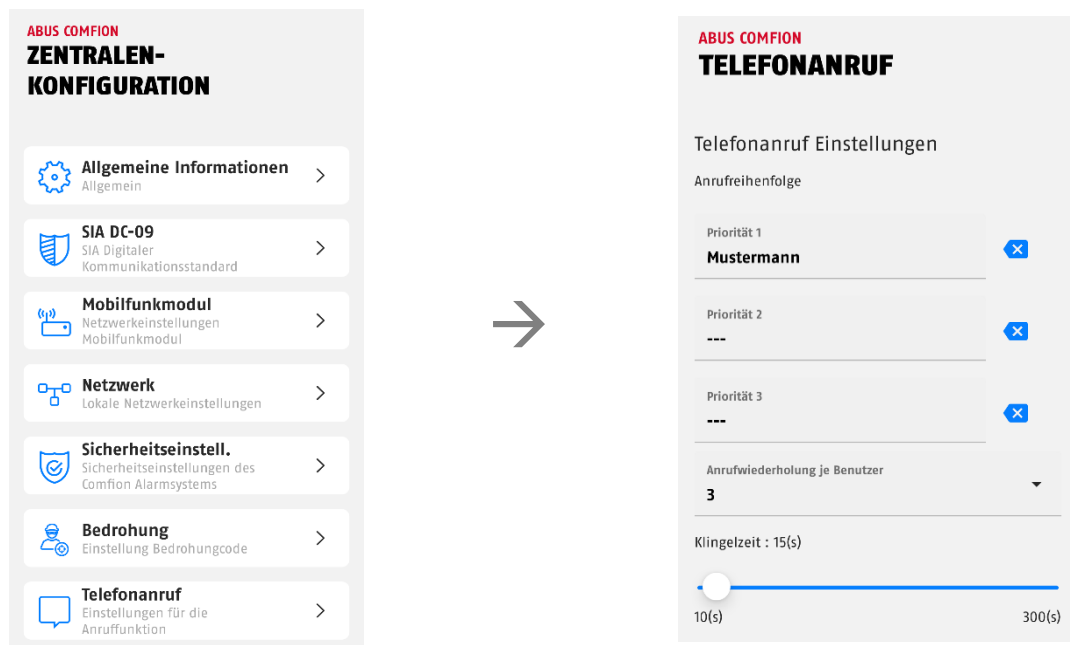 ABUS COMFION
ZENTRALEN-
KONFIGURATION
Allgemeine Informationen
Allgemein
SIA DC-09
SIA Digitaler
Kommunikationsstandard
Mobilfunkmodul
Netzwerkeinstellungen
Mobilfunkmodul
Netzwerk
Lokale Netzwerkeinstellungen
Sicherheitseinstell.
Sicherheitseinstellungen des
Comfion Alarmsystems
Bedrohung
Einstellung Bedrohungcode
Telefonanruf
Einstellungen für die
Anruffunktion
ABUS COMFION
TELEFONANRUF
Telefonanruf Einstellungen
Anrufreihenfolge
Priorität 1
Mustermann
Priorität 2
---
Priorität 3
---
Anrufwiederholung je Benutzer
3
Klingelzeit : 15(s)
10(s) 300(s)